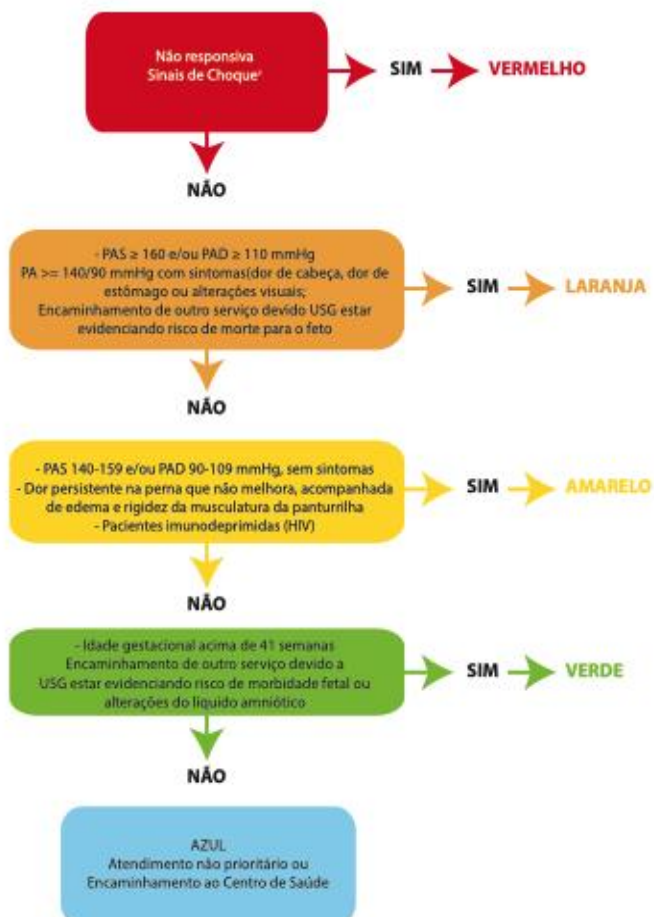 Não responsiva
Sinais de Choque²
SIM
VERMELHO
NÃO
- PAS ≥ 160 e/ou PAD ≥ 110 mmHg
PA >= 140/90 mmHg com sintomas(dor de cabeça, dor de
estômago ou alterações visuais;
Encaminhamento de outro serviço devido USG estar
evidenciando risco de morte para o feto
SIM
LARANJA
NÃO
- PAS 140-159 e/ou PAD 90-109 mmHg, sem sintomas
- Dor persistente na perna que não melhora, acompanhada
de edema e rigidez da musculatura da panturrilha
- Pacientes imunodeprimidas (HIV)
SIM
AMARELO
NÃO
- Idade gestacional acima de 41 semanas
Encaminhamento de outro serviço devido a
USG estar evidenciando risco de morbidade fetal ou
alterações do líquido amniótico
SIM
VERDE
NÃO
AZUL
Atendimento não prioritário ou
Encaminhamento ao Centro de Saúde